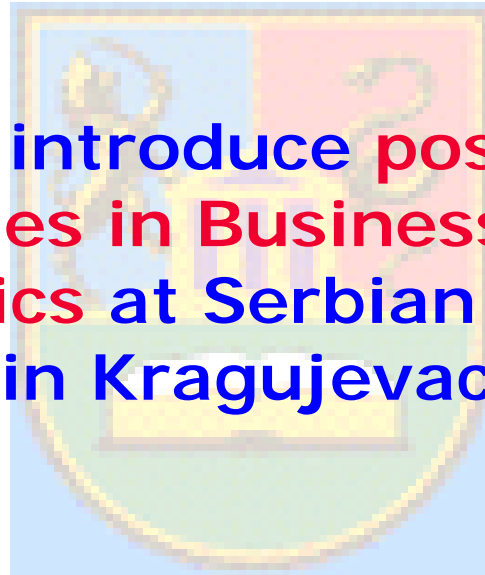 introduce pos
es in Business
ics at Serbian
in Kragujevac